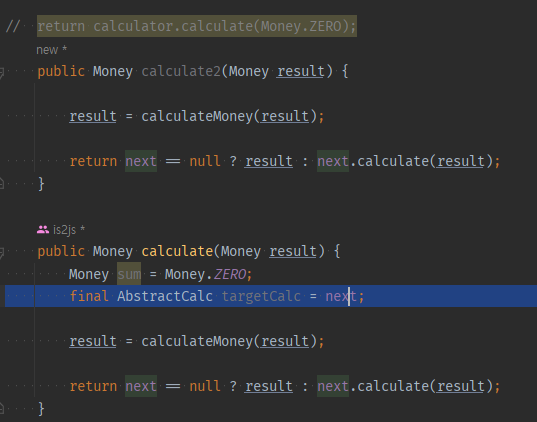 // return calculator.calculate(Money.ZERO);
new *
public Money calculate2(Money result) {
result = calculateMoney(result);
return next == null ? result : next.calculate(result);
}
is2js *
public Money calculate(Money result) {
Money sum = Money.ZERO;
final AbstractCalc targetCalc = next;
result = calculateMoney(result);
return next == null ? result : next.calculate(result);
}